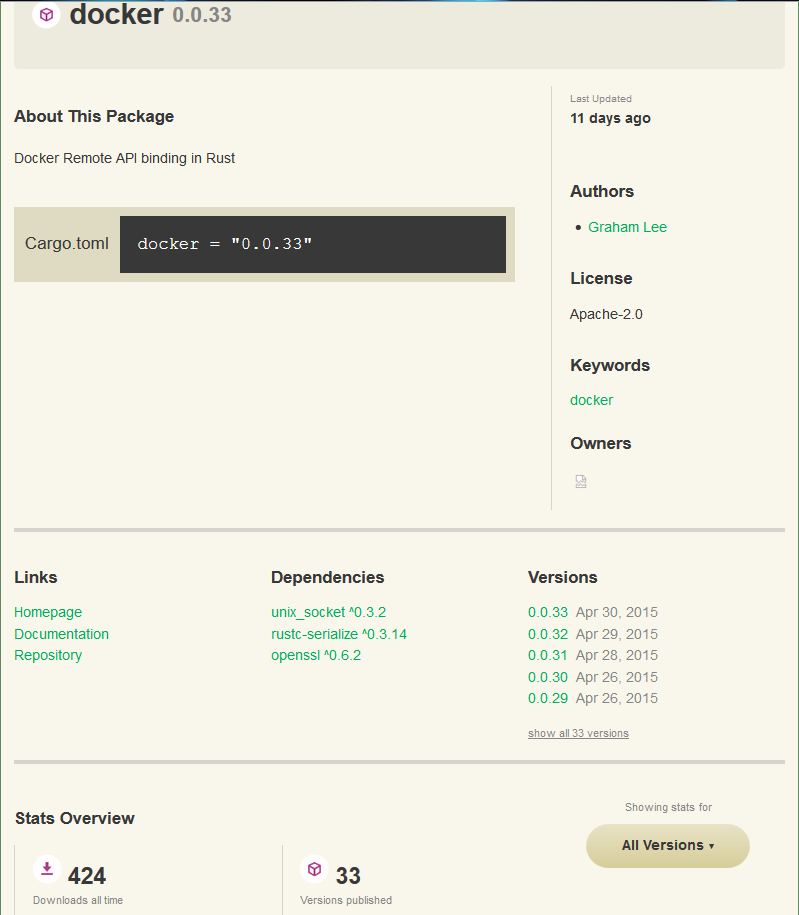 docker 0.0.33
About This Package
Docker Remote API binding in Rust
Cargo.toml
docker = "0.0.33"
Last Updated
11 days ago
Authors
Graham Lee
License
Apache-2.0
Keywords
docker
Owners
Links
Homepage
Documentation
Repository
Dependencies
unix_socket ^0.3.2
rustc-serialize ^0.3.14
openssl ^0.6.2
Versions
0.0.33 Apr 30, 2015
0.0.32 Apr 29, 2015
0.0.31 Apr 28, 2015
0.0.30 Apr 26, 2015
0.0.29 Apr 26, 2015
show all 33 versions
Stats Overview
Showing stats for
All Versions ▾
424
Downloads all time
33
Versions published